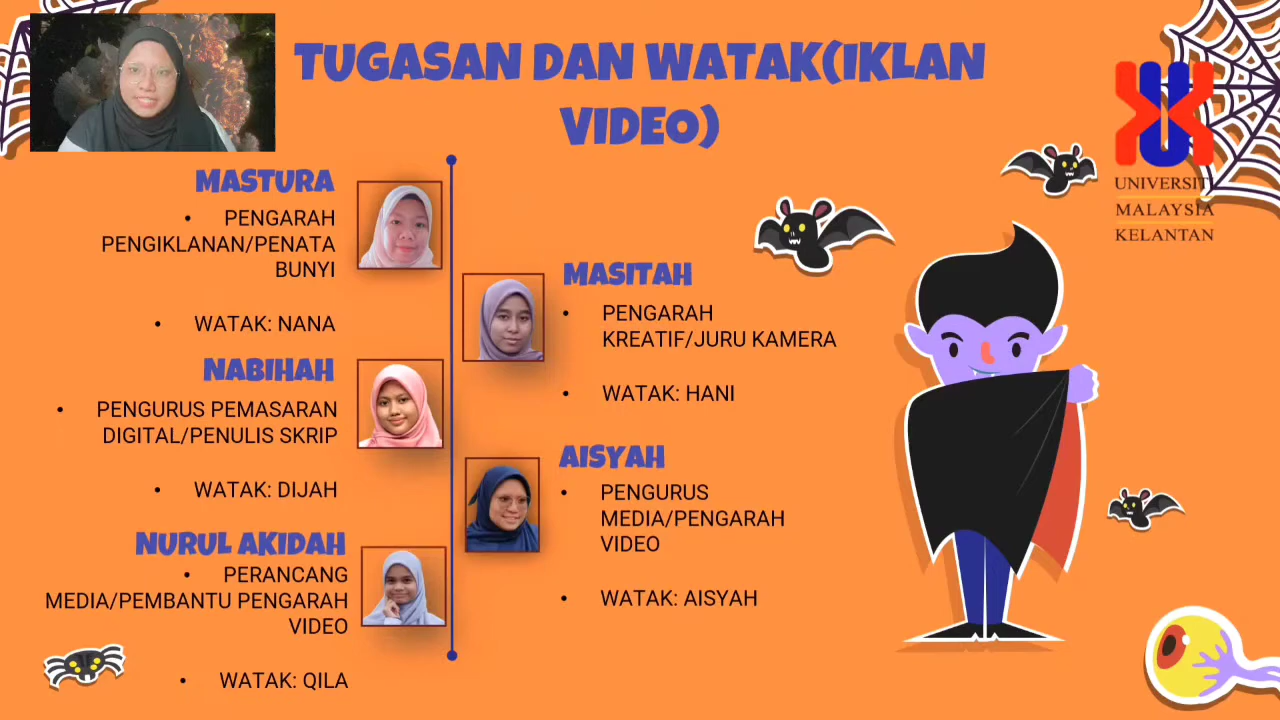 TUGASAN DAN WATAK(IKLAN
VIDEO)
UNIVERSITI
MALAYSIA
KELANTAN
MASTURA
• PENGARAH
PENGIKLANAN/PENATA
BUNYI
• WATAK: NANA
MASITAH
• PENGARAH
KREATIF/JURU KAMERA
• WATAK: HANI
NABIHAH
• PENGURUS PEMASARAN
DIGITAL/PENULIS SKRIP
• WATAK: DIJAH
AISYAH
• PENGURUS
MEDIA/PENGARAH
VIDEO
• WATAK: AISYAH
NURUL AKIDAH
• PERANCANG
MEDIA/PEMBANTU PENGARAH
VIDEO
• WATAK: QILA